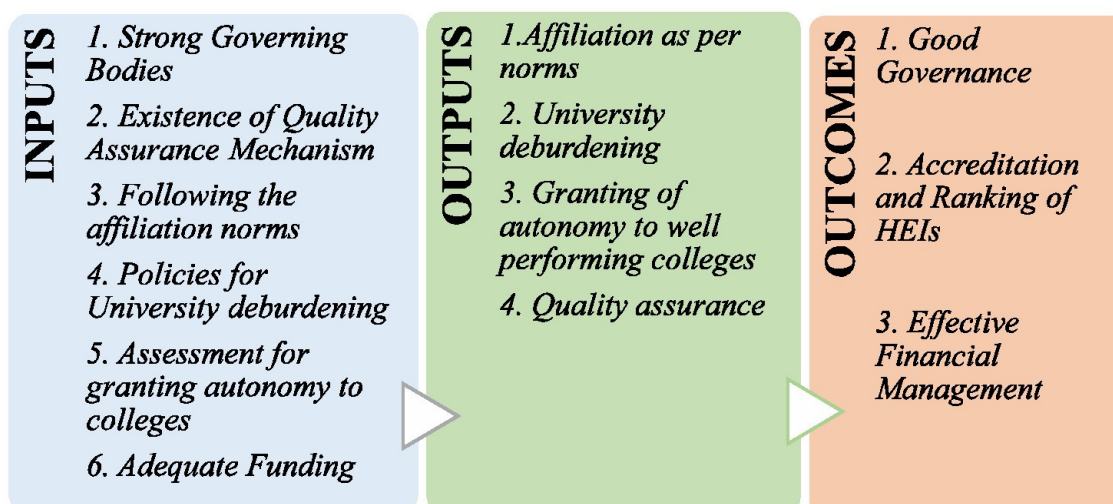 INPUTS
1. Strong Governing
Bodies
2. Existence of Quality
Assurance Mechanism
3. Following the
affiliation norms
4. Policies for
University deburdening
5. Assessment for
granting autonomy to
colleges
6. Adequate Funding
OUTPUTS
1.Affiliation as per
norms
2. University
deburdening
3. Granting of
autonomy to well
performing colleges
4. Quality assurance
OUTCOMES
1. Good
Governance
2. Accreditation
and Ranking of
HEIs
3. Effective
Financial
Management